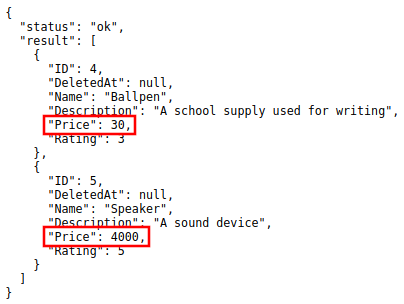 {
  "status": "ok",
  "result": [
    {
      "ID": 4,
      "DeletedAt": null,
      "Name": "Ballpen",
      "Description": "A school supply used for writing",
      "Price": 30,
      "Rating": 3
    },
    {
      "ID": 5,
      "DeletedAt": null,
      "Name": "Speaker",
      "Description": "A sound device",
      "Price": 4000,
      "Rating": 5
    }
  ]
}